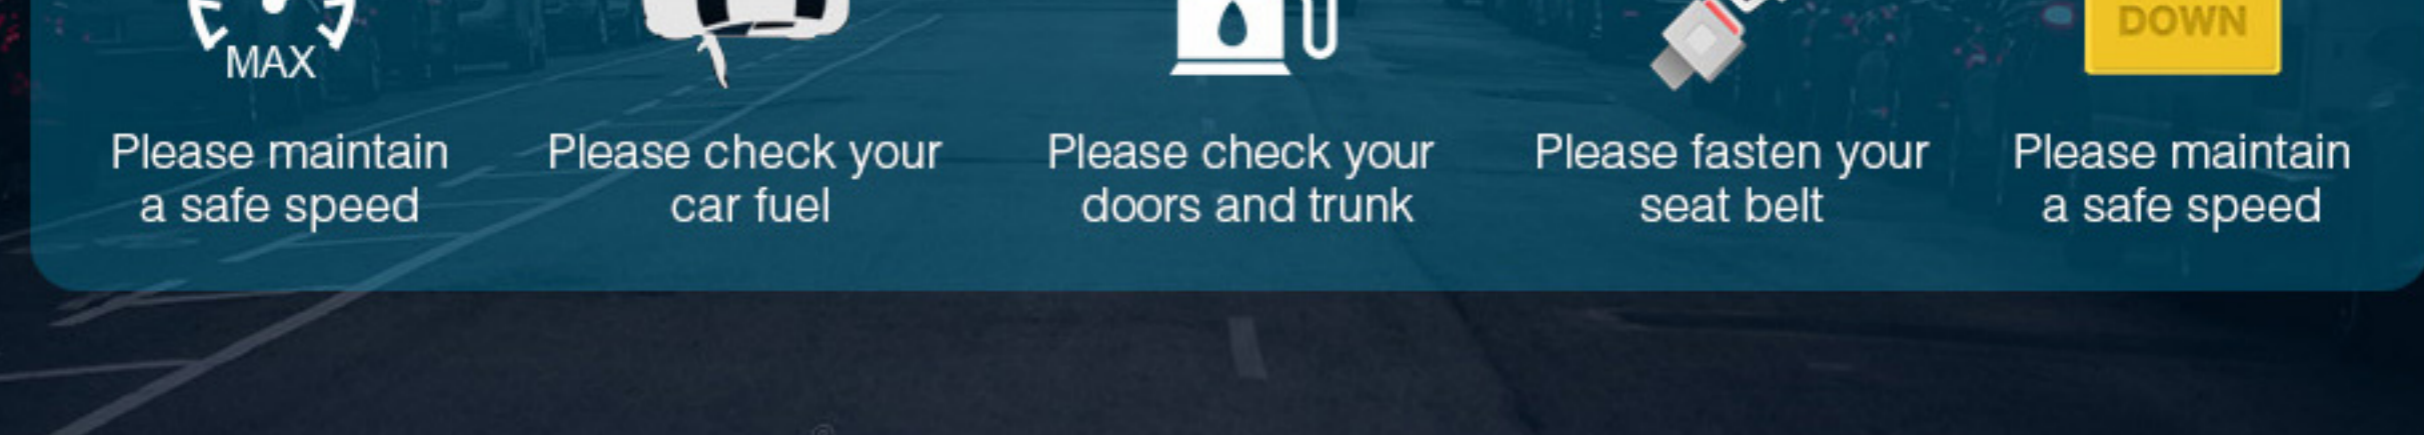 MAX
DOWN
Please maintain
a safe speed
Please check your
car fuel
Please check your
doors and trunk
Please fasten your
seat belt
Please maintain
a safe speed